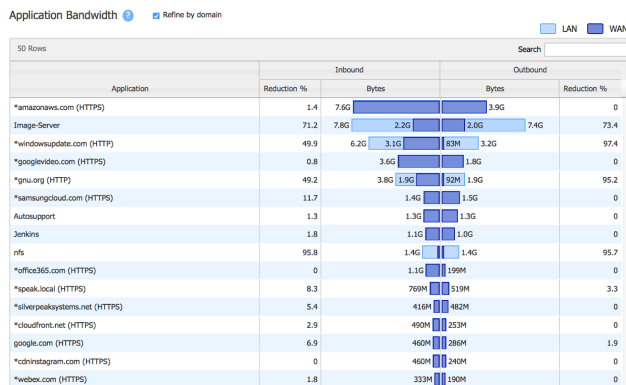 Application Bandwidth ? Refine by domain
LAN WAN
50 Rows Search
Inbound Outbound
Application Reduction % Bytes Bytes Reduction %
*amazonaws.com (HTTPS) 1.4 7.6G 3.9G 0
Image-Server 71.2 7.8G 2.2G 2.0G 7.4G 73.4
*windowsupdate.com (HTTP) 49.9 6.2G 3.1G 83M 3.2G 97.4
*googlevideo.com (HTTPS) 0.8 3.6G 1.8G 0
*gnu.org (HTTP) 49.2 3.8G 1.9G 92M 1.9G 95.2
*samsungcloud.com (HTTPS) 11.7 1.4G 1.5G 0
Autosupport 1.3 1.3G 1.3G 0
Jenkins 1.8 1.1G 1.0G 0
nfs 95.8 1.4G 1.4G 95.7
*office365.com (HTTPS) 0 1.1G 199M 0
*speak.local (HTTPS) 8.3 769M 519M 3.3
*silverpeaksystems.net (HTTPS) 5.4 416M 482M 0
*cloudfront.net (HTTPS) 2.9 490M 253M 0
google.com (HTTPS) 6.9 460M 286M 1.9
*cdninstagram.com (HTTPS) 0 460M 240M 0
*webex.com (HTTPS) 1.8 333M 190M 0